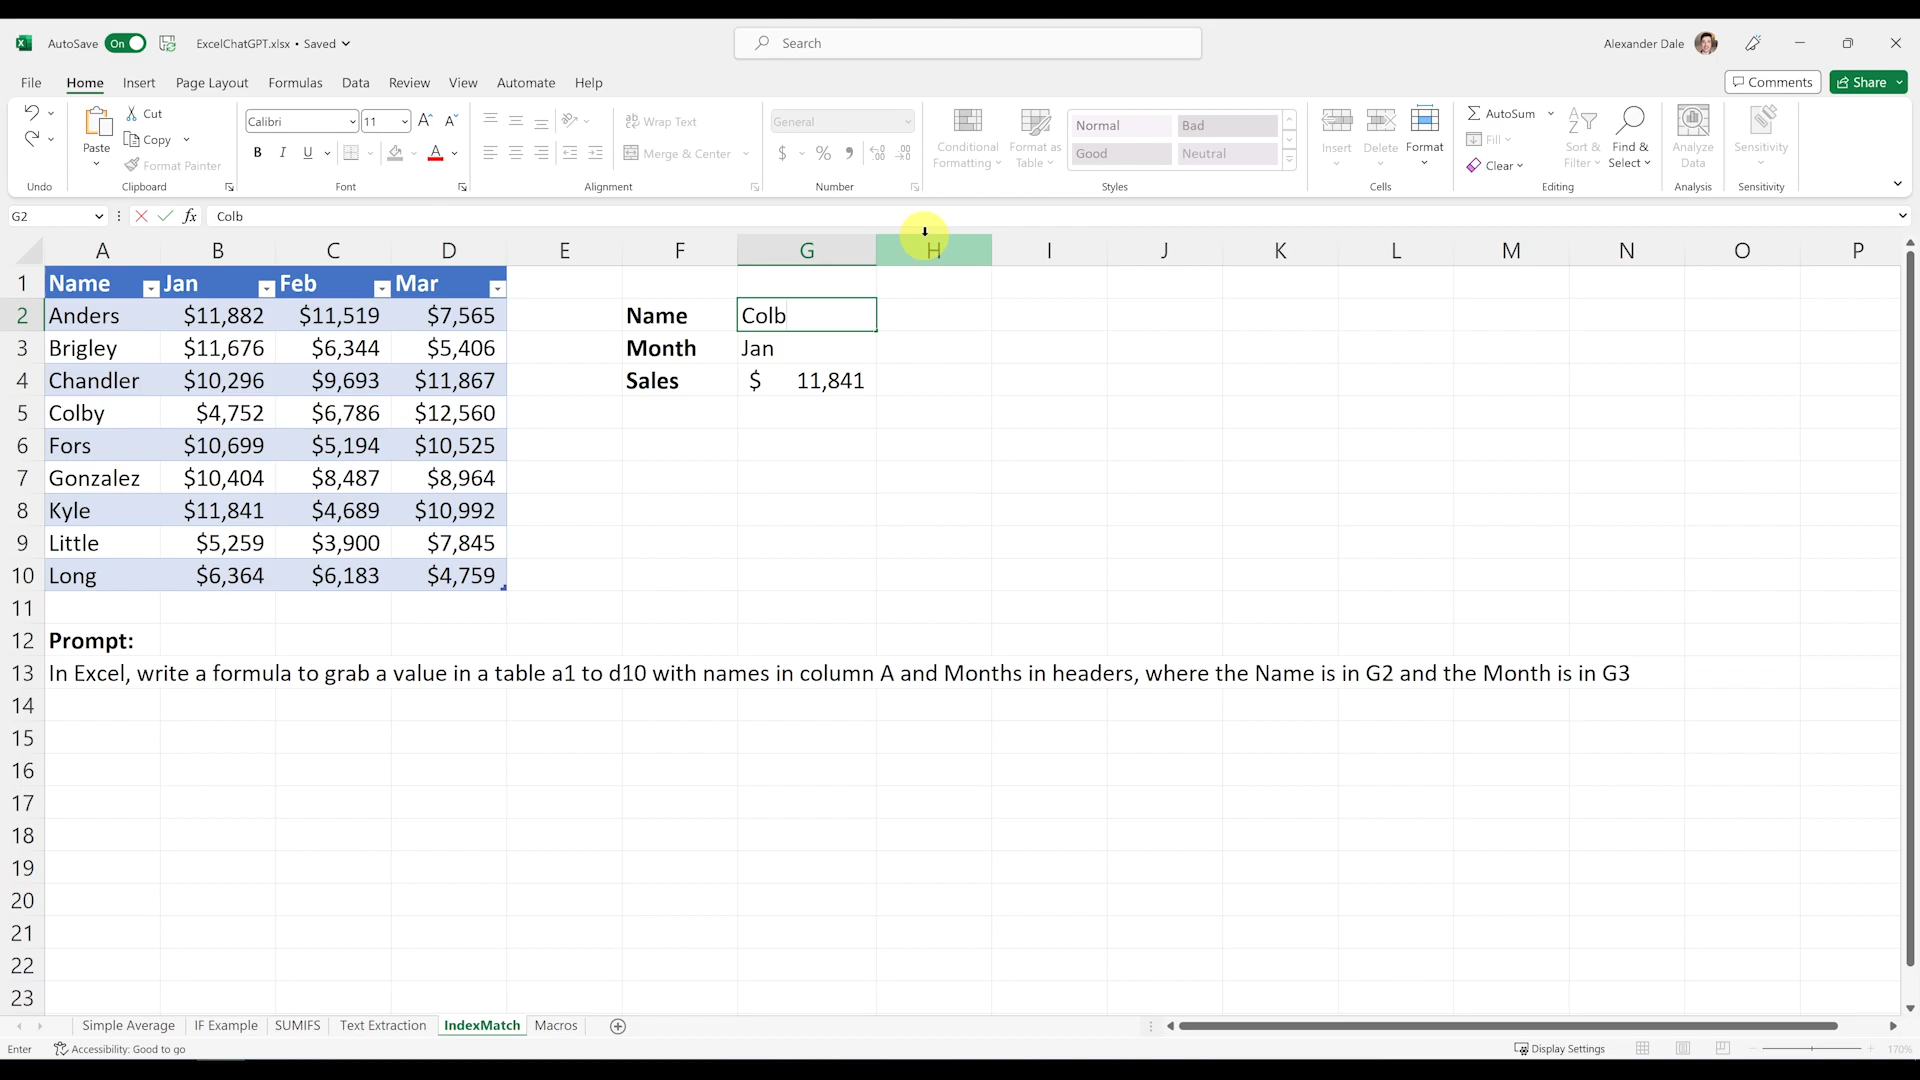 AutoSave On ExcelChatGPT.xlsx • Saved Search Alexander Dale
File Home Insert Page Layout Formulas Data Review View Automate Help Comments Share
Undo
Paste Cut Copy Format Painter
Clipboard
Calibri 11
B I U A
Font
Wrap Text
Merge & Center
Alignment
General
$ % 9
Number
Conditional Formatting
Format as Table
Normal Bad
Good Neutral
Styles
Insert Delete Format
Cells
AutoSum
Fill
Clear
Sort & Filter
Find & Select
Editing
Analyze Data
Analysis
Sensitivity
Sensitivity
G2 fx Colb
A B C D E F G H I J K L M N O P
1 Name Jan Feb Mar
2 Anders $11,882 $11,519 $7,565 Name Colb
3 Brigley $11,676 $6,344 $5,406 Month Jan
4 Chandler $10,296 $9,693 $11,867 Sales $ 11,841
5 Colby $4,752 $6,786 $12,560
6 Fors $10,699 $5,194 $10,525
7 Gonzalez $10,404 $8,487 $8,964
8 Kyle $11,841 $4,689 $10,992
9 Little $5,259 $3,900 $7,845
10 Long $6,364 $6,183 $4,759
11
12 Prompt:
13 In Excel, write a formula to grab a value in a table a1 to d10 with names in column A and Months in headers, where the Name is in G2 and the Month is in G3
14
15
16
17
18
19
20
21
22
23
Simple Average IF Example SUMIFS Text Extraction IndexMatch Macros
Enter Accessibility: Good to go Display Settings 170%